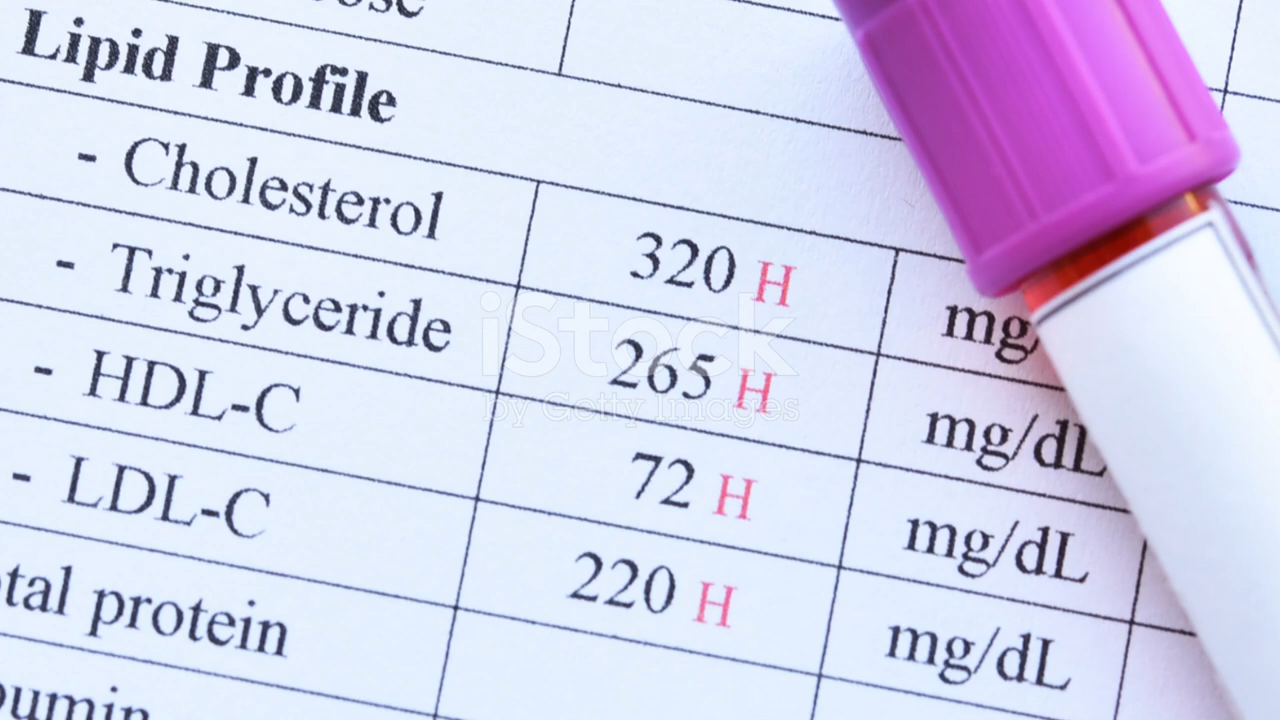 Lipid Profile
- Cholesterol 320 H
- Triglyceride 265 H mg/dL
- HDL-C 72 H mg/dL
- LDL-C 220 H mg/dL
protein
iStock
by Getty Images